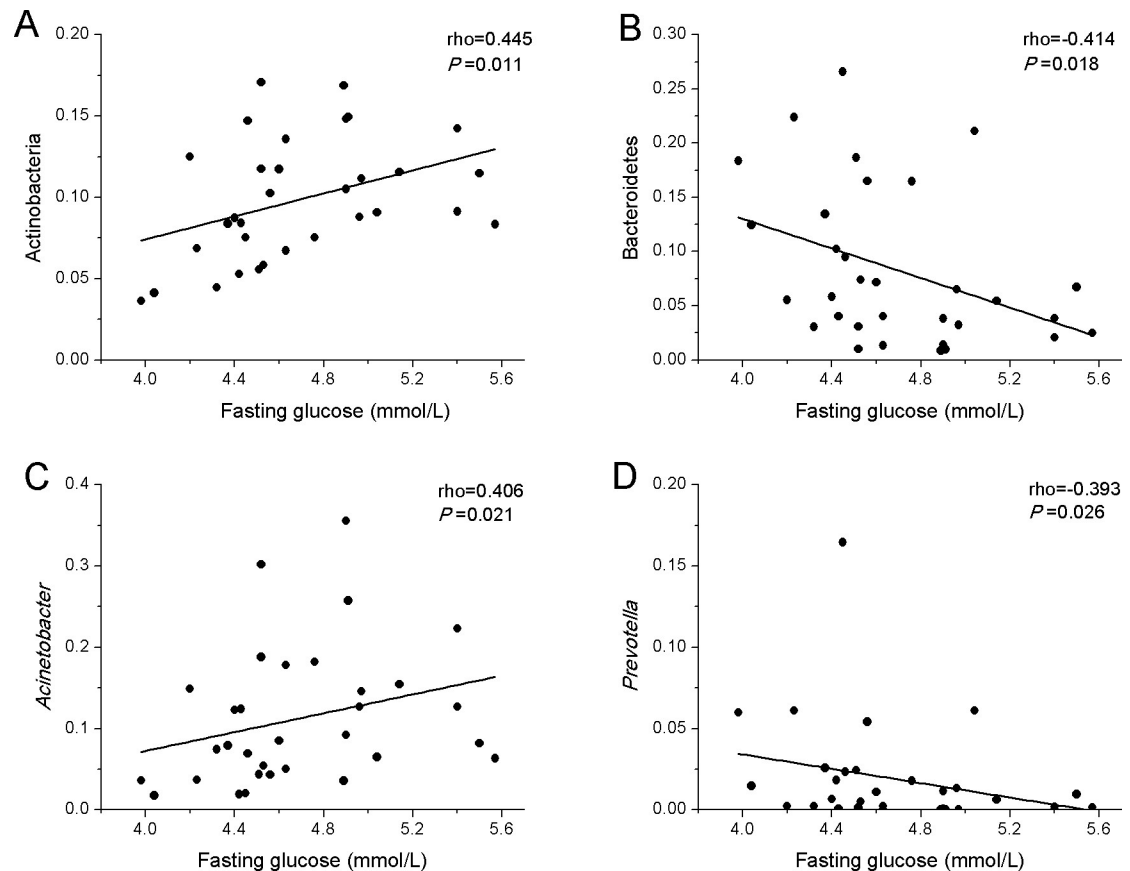 A
rho=0.445
P=0.011
Actinobacteria
0.20
0.15
0.10
0.05
0.00
4.0 4.4 4.8 5.2 5.6
Fasting glucose (mmol/L)
B
rho=-0.414
P=0.018
Bacteroidetes
0.30
0.25
0.20
0.15
0.10
0.05
0.00
4.0 4.4 4.8 5.2 5.6
Fasting glucose (mmol/L)
C
rho=0.406
P=0.021
Acinetobacter
0.4
0.3
0.2
0.1
0.0
4.0 4.4 4.8 5.2 5.6
Fasting glucose (mmol/L)
D
rho=-0.393
P=0.026
Prevotella
0.20
0.15
0.10
0.05
0.00
4.0 4.4 4.8 5.2 5.6
Fasting glucose (mmol/L)